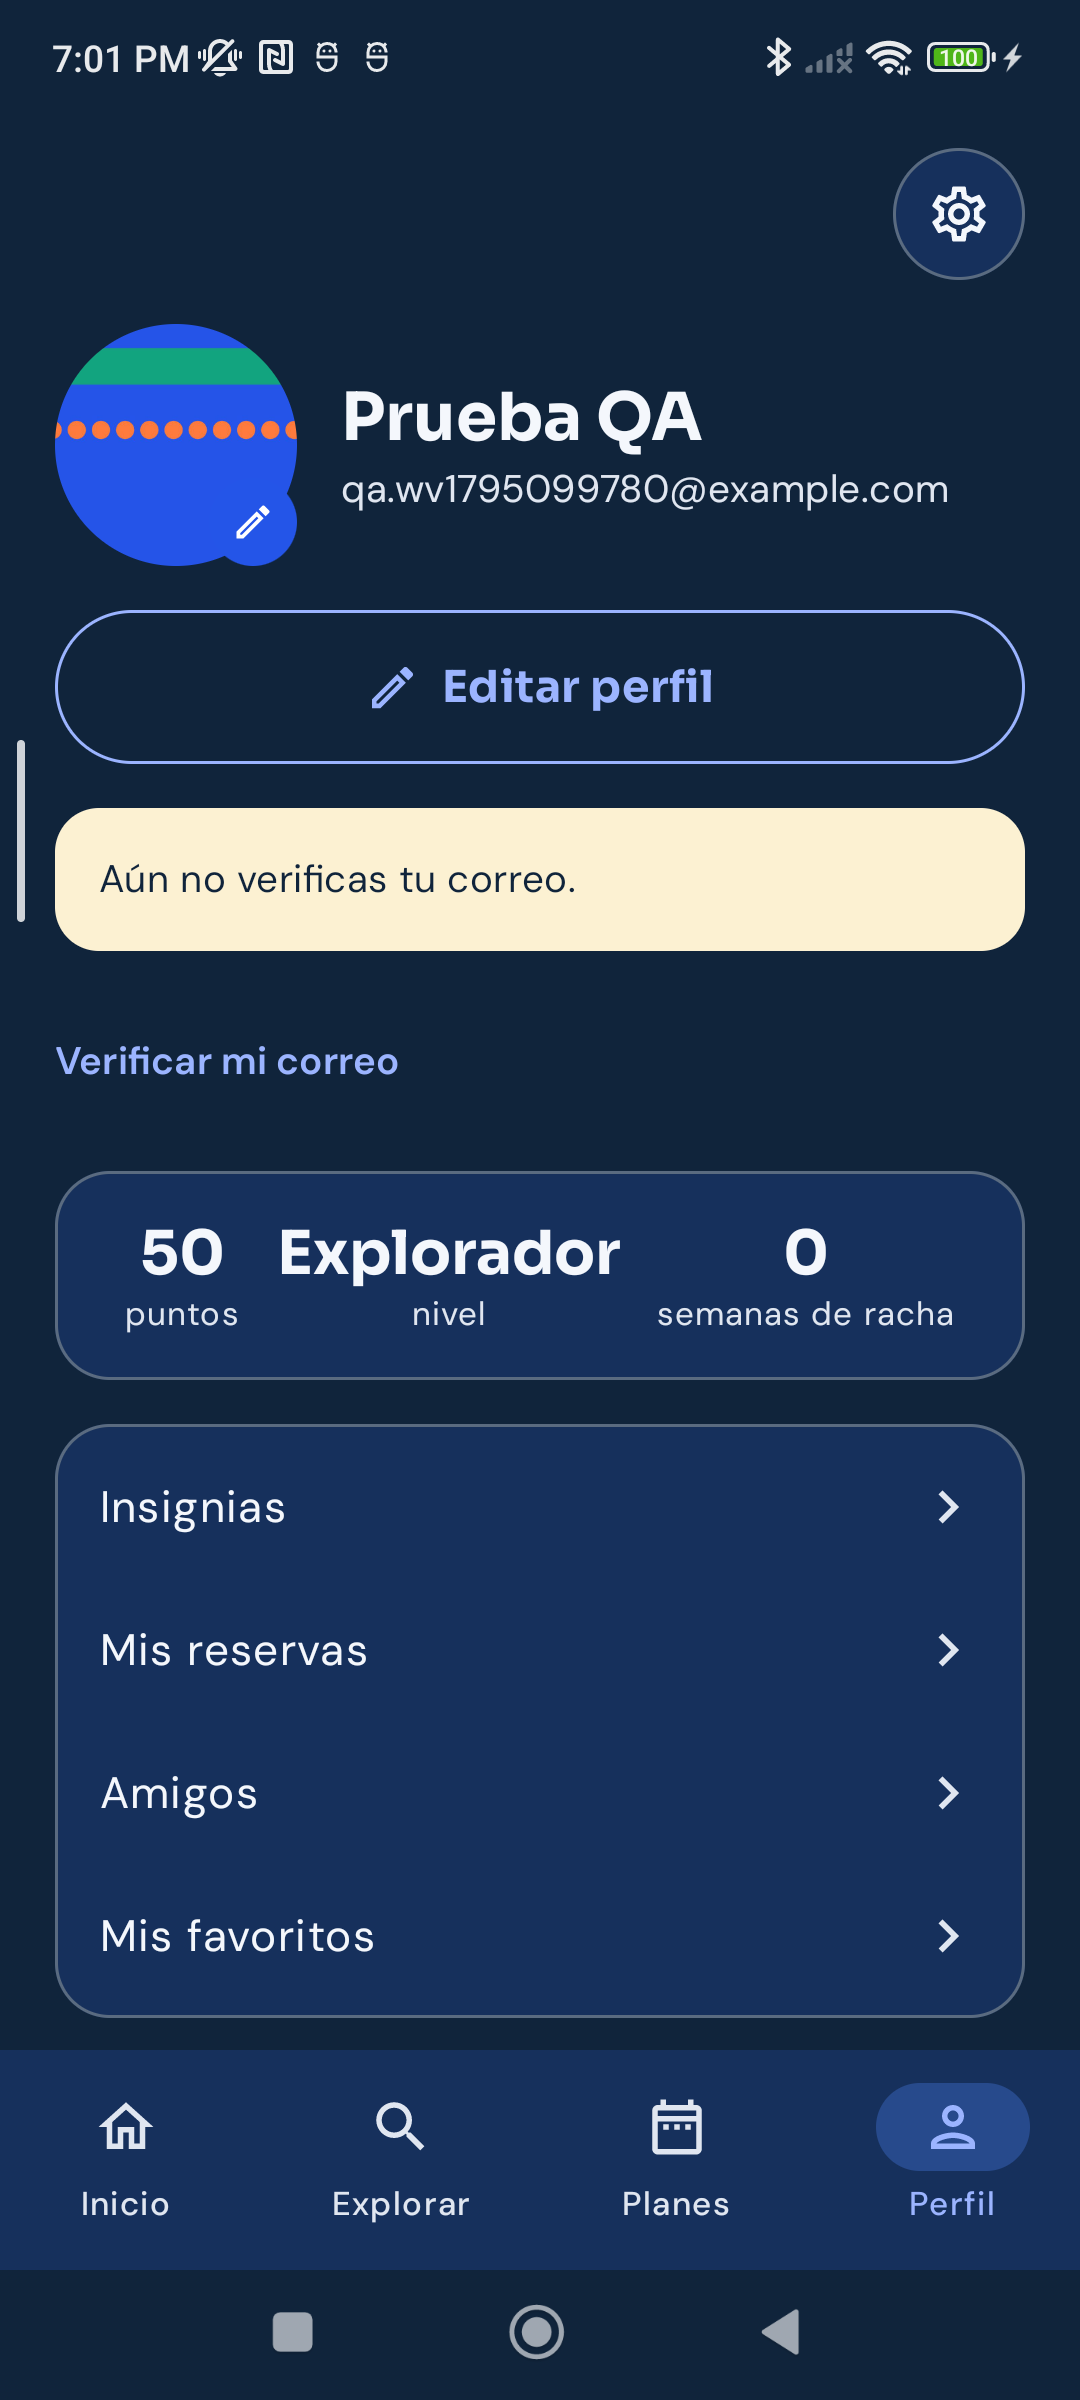 7:01 PM
100
Prueba QA
qa.wv1795099780@example.com
Editar perfil
Aún no verificas tu correo.
Verificar mi correo
50 Explorador 0
puntos nivel semanas de racha
Insignias
Mis reservas
Amigos
Mis favoritos
Inicio Explorar Planes Perfil